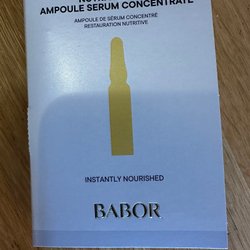 AMPOULE SERUM CONCENTRATE
AMPOULE DE SÉRUM CONCENTRÉ
RESTAURATION NUTRITIVE
INSTANTLY NOURISHED
BABOR